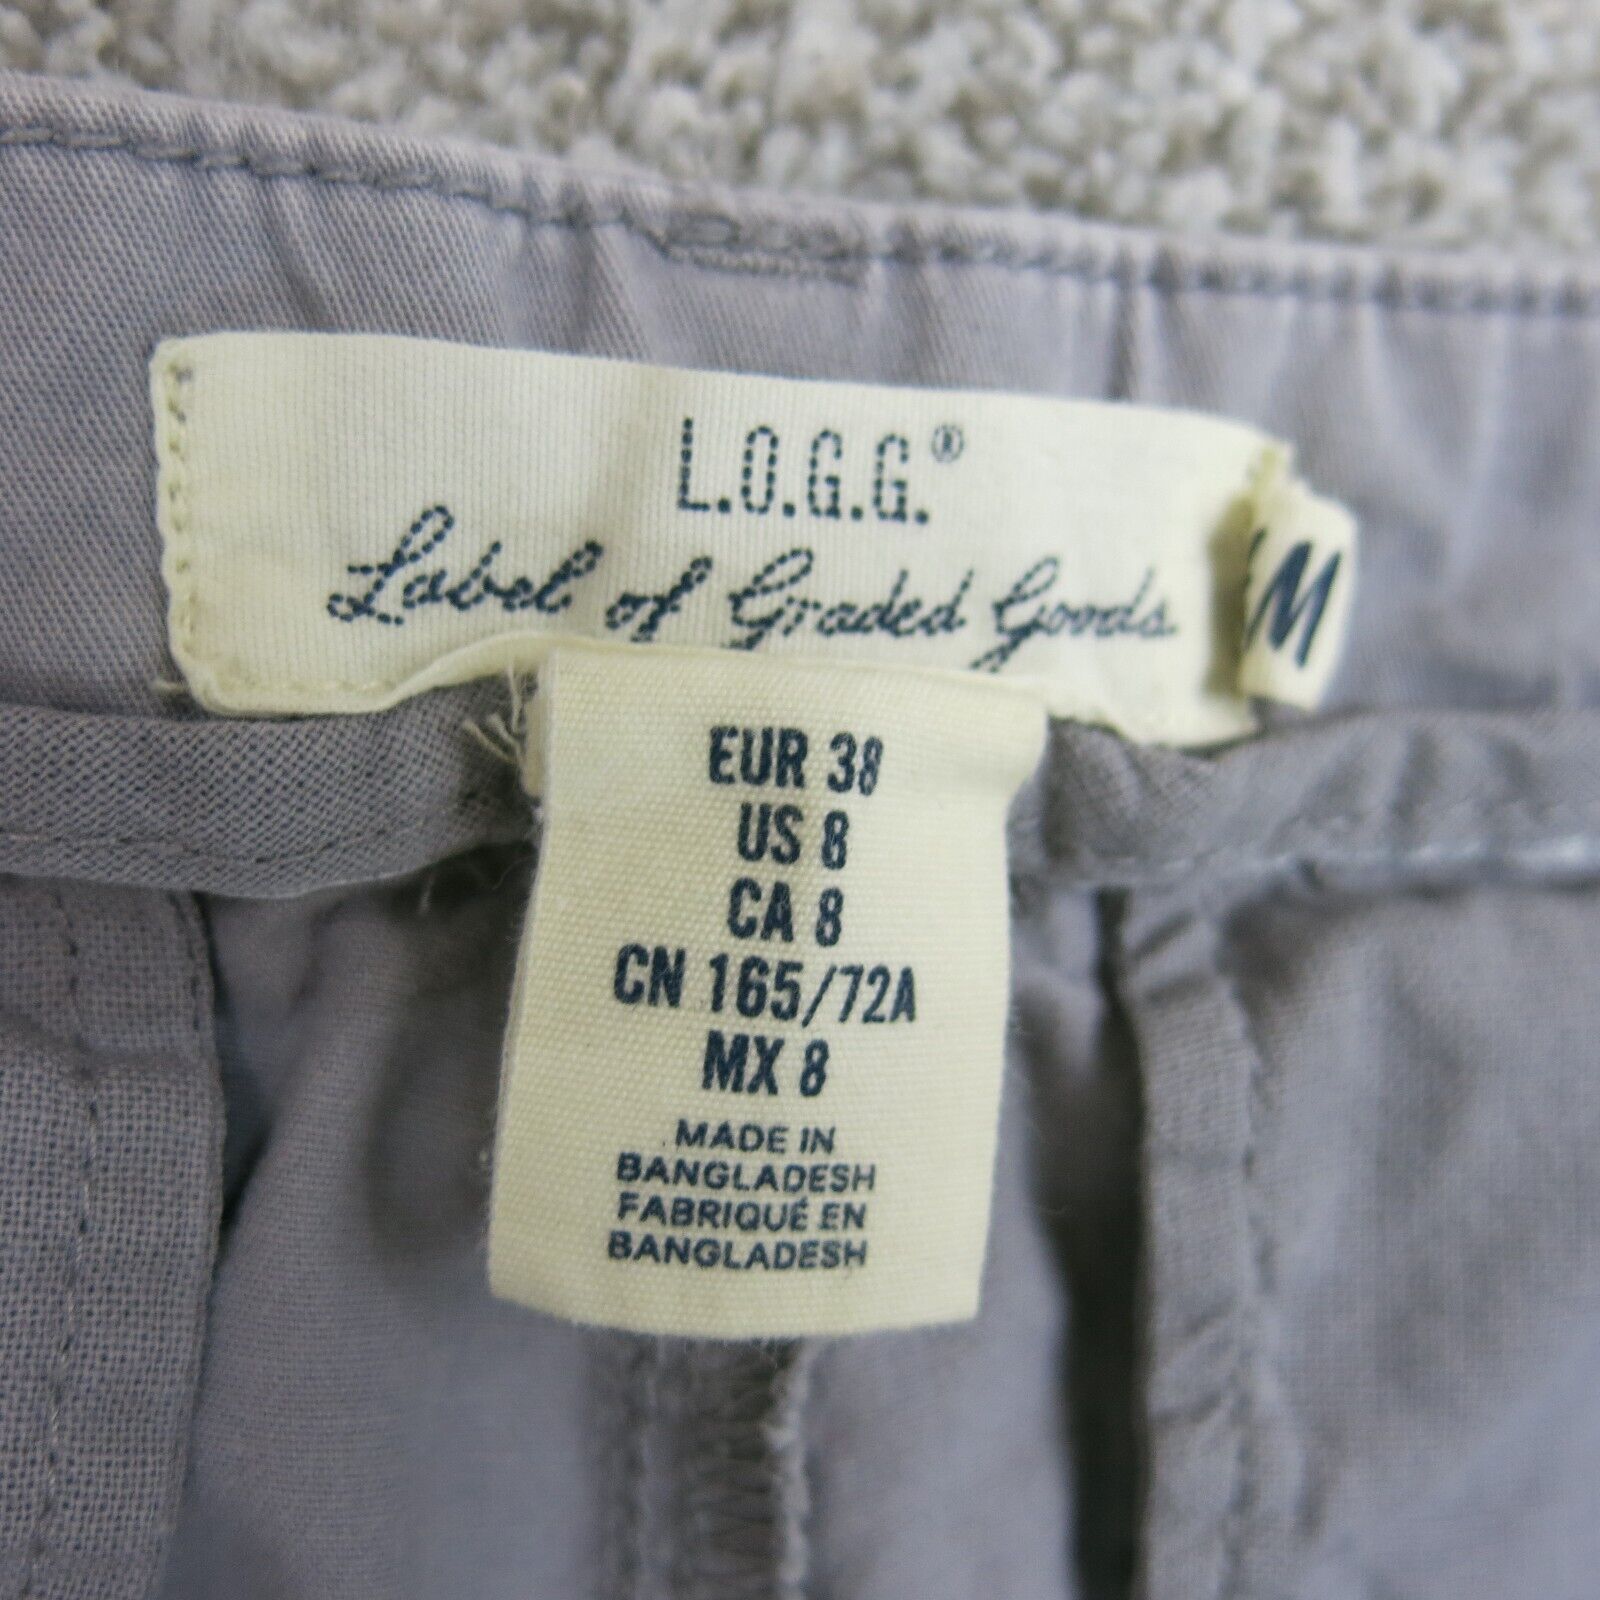 L.O.G.G.®
Label of Graded Goods
&M
EUR 38
US 8
CA 8
CN 165/72A
MX 8
MADE IN
BANGLADESH
FABRIQUÉ EN
BANGLADESH